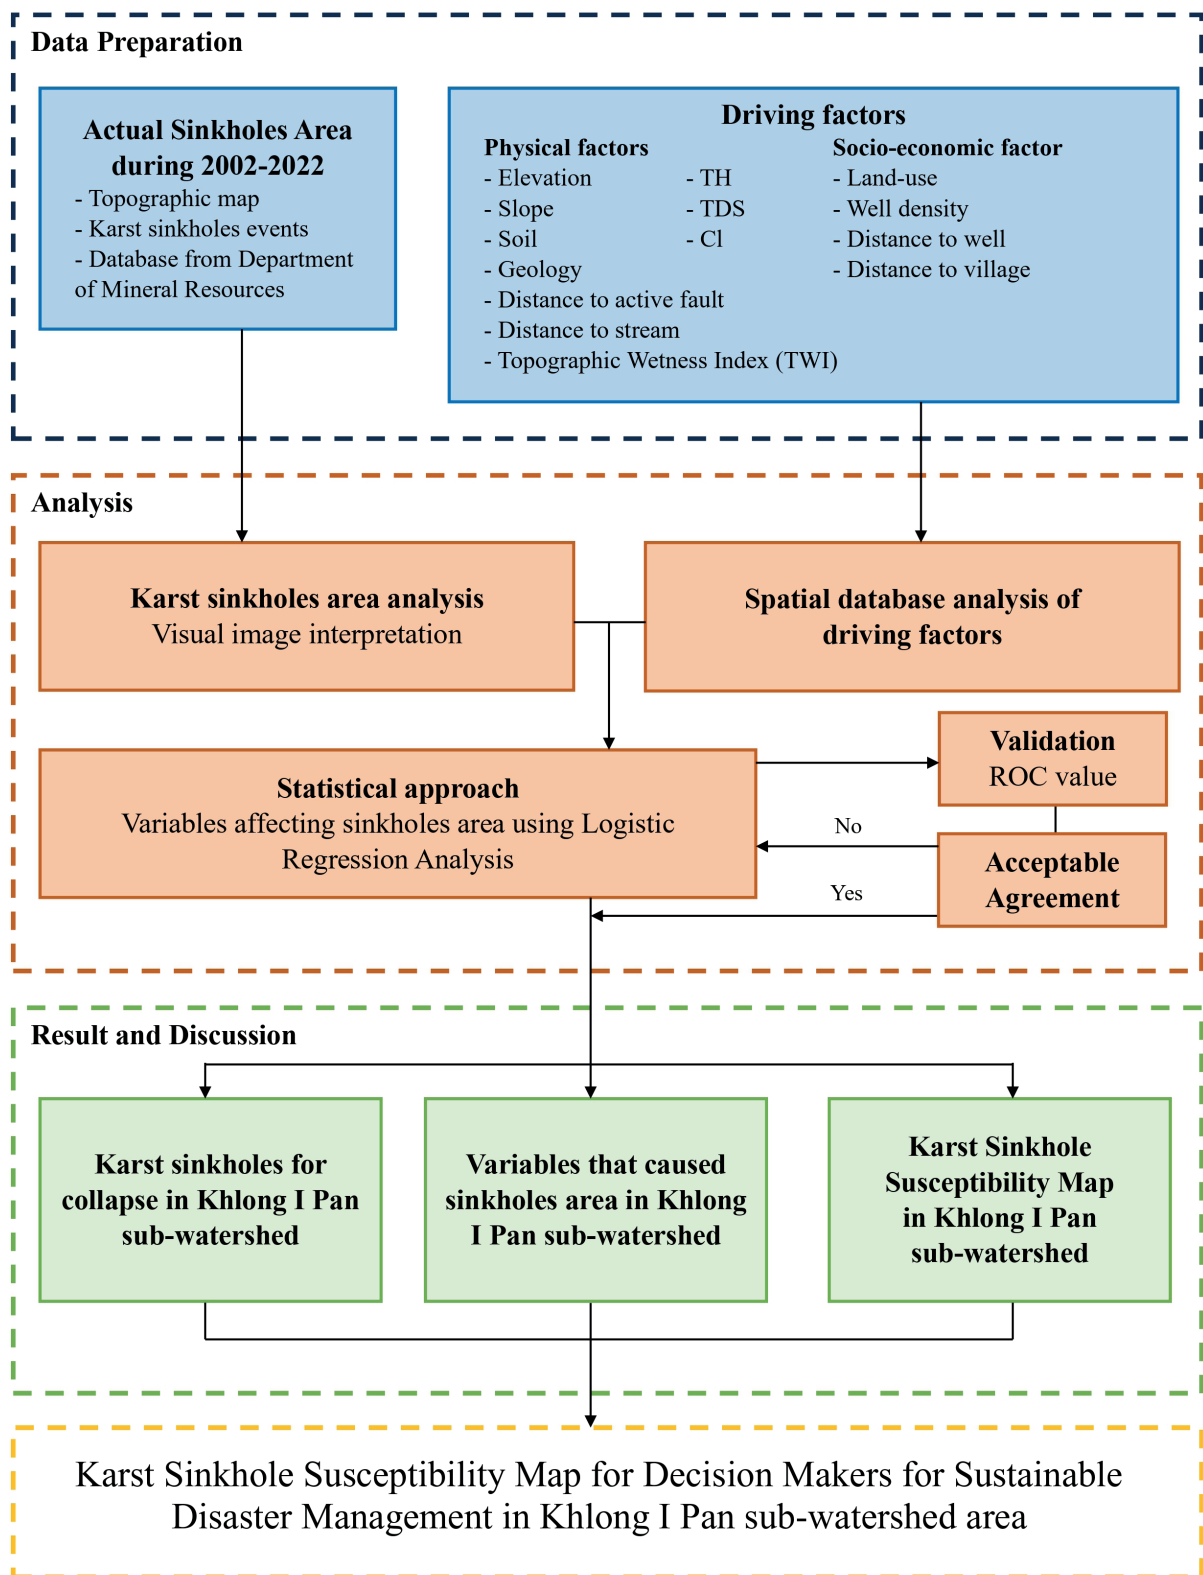 Data Preparation
Actual Sinkholes Area
during 2002-2022
- Topographic map
- Karst sinkholes events
- Database from Department
of Mineral Resources
Driving factors
Physical factors
- Elevation
- Slope
- Soil
- Geology
- Distance to active fault
- Distance to stream
- Topographic Wetness Index (TWI)
- TH
- TDS
- Cl
Socio-economic factor
- Land-use
- Well density
- Distance to well
- Distance to village
Analysis
Karst sinkholes area analysis
Visual image interpretation
Spatial database analysis of
driving factors
Statistical approach
Variables affecting sinkholes area using Logistic
Regression Analysis
Validation
ROC value
No
Acceptable
Agreement
Yes
Result and Discussion
Karst sinkholes for
collapse in Khlong I Pan
sub-watershed
Variables that caused
sinkholes area in Khlong
I Pan sub-watershed
Karst Sinkhole
Susceptibility Map
in Khlong I Pan
sub-watershed
Karst Sinkhole Susceptibility Map for Decision Makers for Sustainable
Disaster Management in Khlong I Pan sub-watershed area